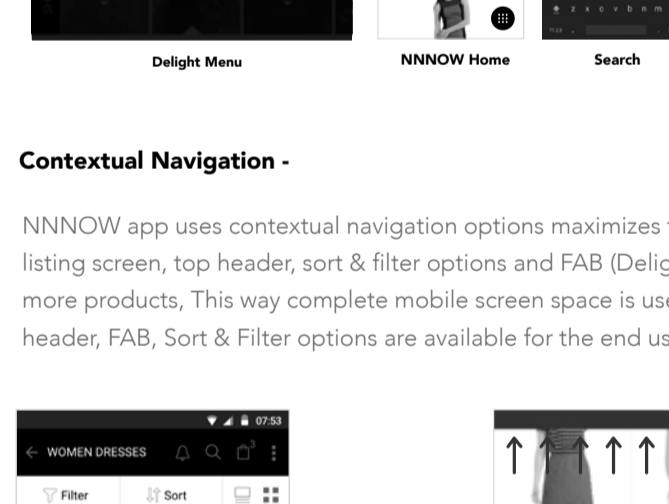 z x c v b n m
Delight Menu
NNNOW Home
Search
Contextual Navigation -
NNNOW app uses contextual navigation options maximizes
listing screen, top header, sort & filter options and FAB (Delig
more products, This way complete mobile screen space is use
header, FAB, Sort & Filter options are available for the end us
07:53
WOMEN DRESSES
3
Filter
Sort